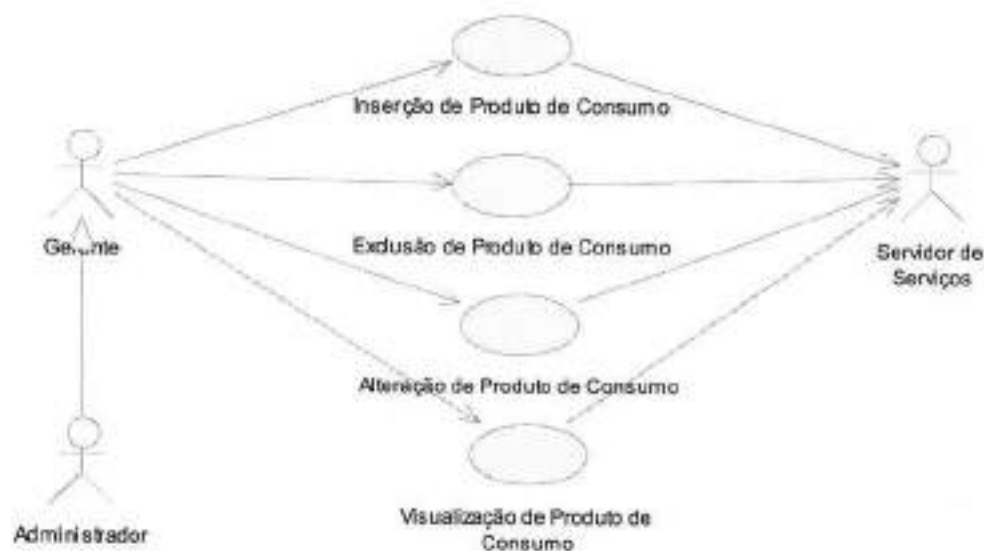 Inserção de Produto de Consumo
Gerente
Exclusão de Produto de Consumo
Servidor de
Serviços
Alteração de Produto de Consumo
Administrador
Visualização de Produto de
Consumo